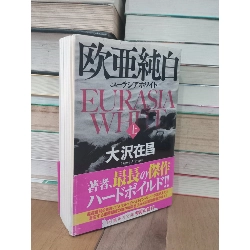 欧亜純白
ユーラシアホワイト
EURASIA
WHITE
上
大沢在昌
著者、最長の傑作
ハードボイルド!!